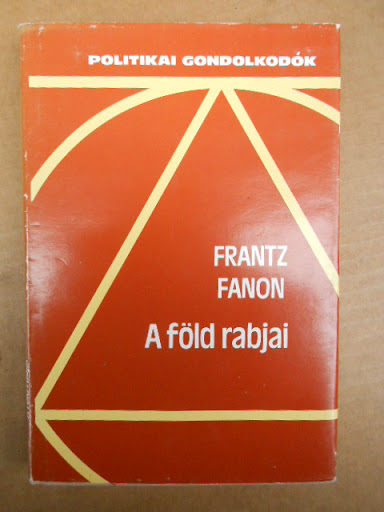 POLITIKAI GONDOLKODÓK
FRANTZ
FANON
A föld rabjai